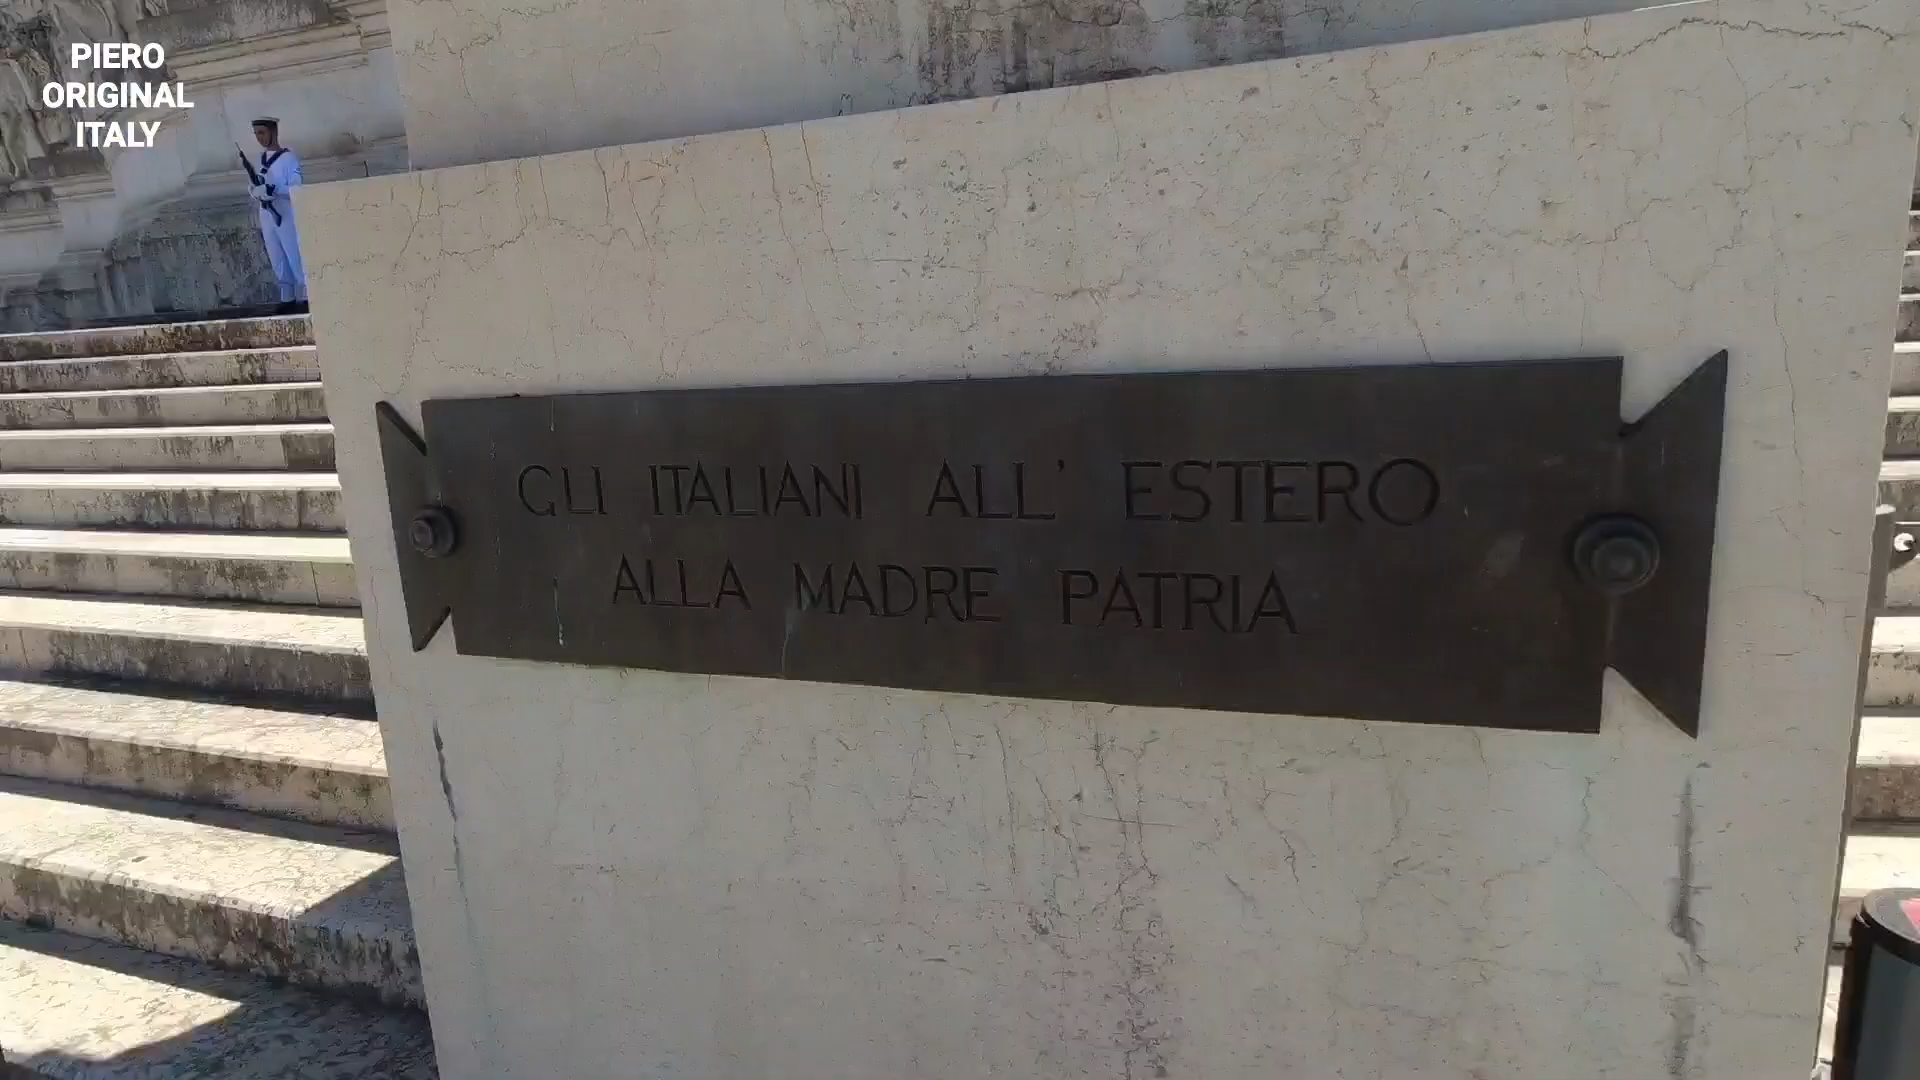 PIERO
ORIGINAL
ITALY
GLI ITALIANI ALL' ESTERO
ALLA MADRE PATRIA